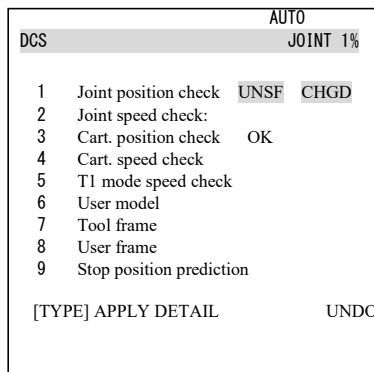 AUTO
DCS JOINT 1%
1 Joint position check UNSF CHGD
2 Joint speed check:
3 Cart. position check OK
4 Cart. speed check
5 T1 mode speed check
6 User model
7 Tool frame
8 User frame
9 Stop position prediction
[TYPE] APPLY DETAIL UNDO